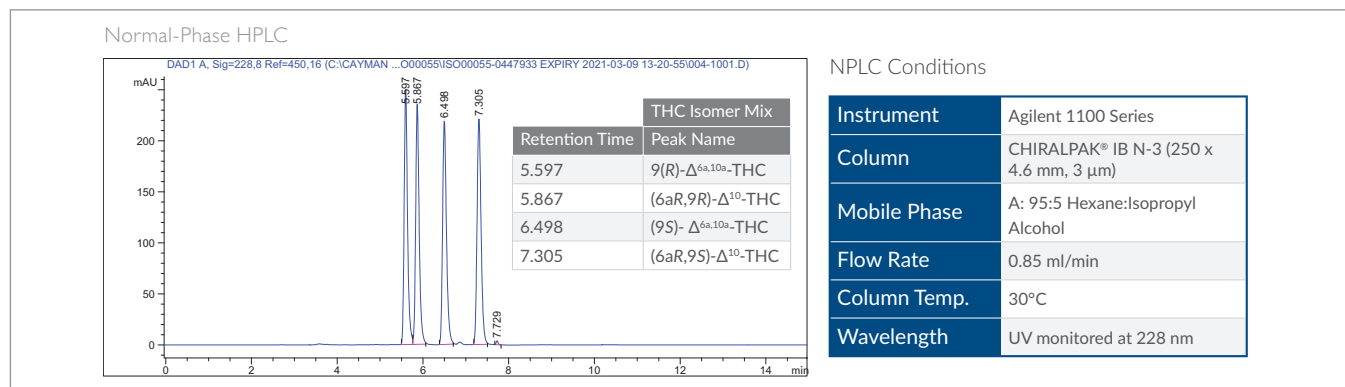 Normal-Phase HPLC
DAD1 A, Sig=228,8 Ref=450,16 (C:\CAYMAN ...O00055\ISO00055-0447933 EXPIRY 2021-03-09 13-20-55\004-1001.D)
mAU
200
150
100
50
0
5.597
5.867
6.498
7.305
7.729
0 2 4 6 8 10 12 14 min
THC Isomer Mix
Retention Time Peak Name
5.597 9(R)-Δ⁶ᵃ,¹⁰ᵃ-THC
5.867 (6aR,9R)-Δ¹⁰-THC
6.498 (9S)- Δ⁶ᵃ,¹⁰ᵃ-THC
7.305 (6aR,9S)-Δ¹⁰-THC
NPLC Conditions
Instrument Agilent 1100 Series
Column CHIRALPAK® IB N-3 (250 x
4.6 mm, 3 µm)
Mobile Phase A: 95:5 Hexane:Isopropyl
Alcohol
Flow Rate 0.85 ml/min
Column Temp. 30°C
Wavelength UV monitored at 228 nm